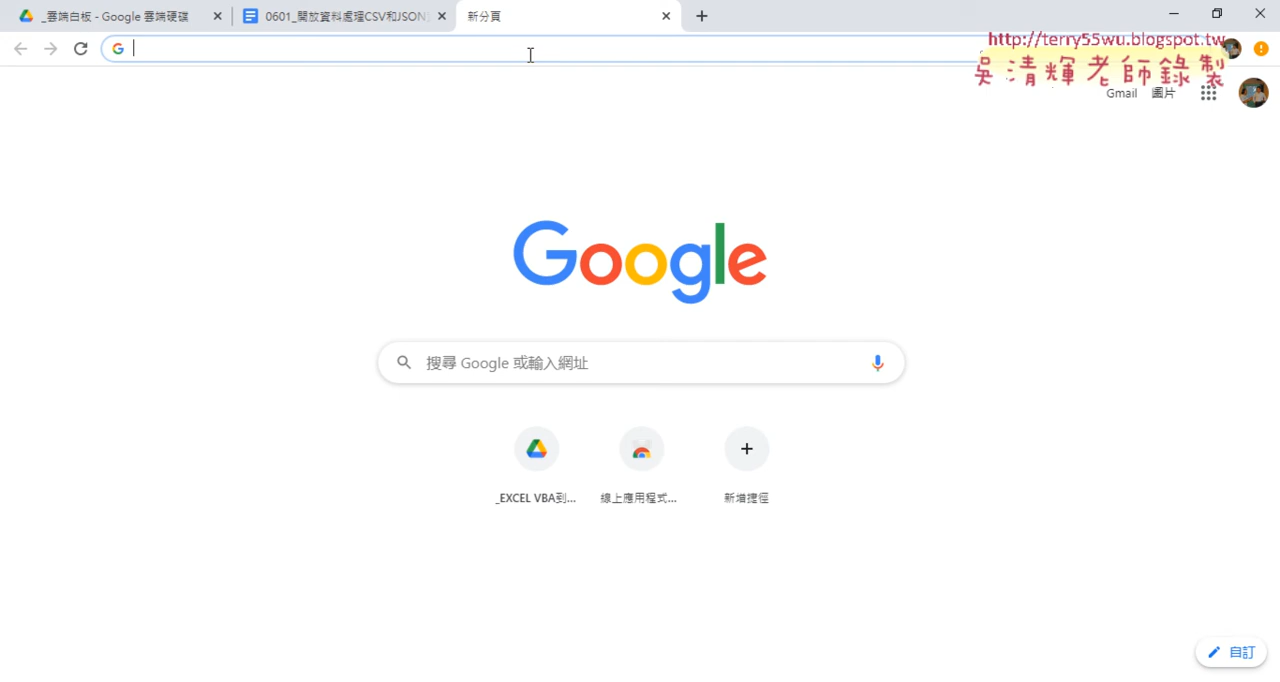 _雲端白板 - Google 雲端硬碟
0601_開放資料處理CSV和JSON
新分頁
http://terry55wu.blogspot.tw
吳清輝老師錄製
Gmail
圖片
Google
搜尋 Google 或輸入網址
_EXCEL VBA到...
線上應用程式...
新增捷徑
自訂